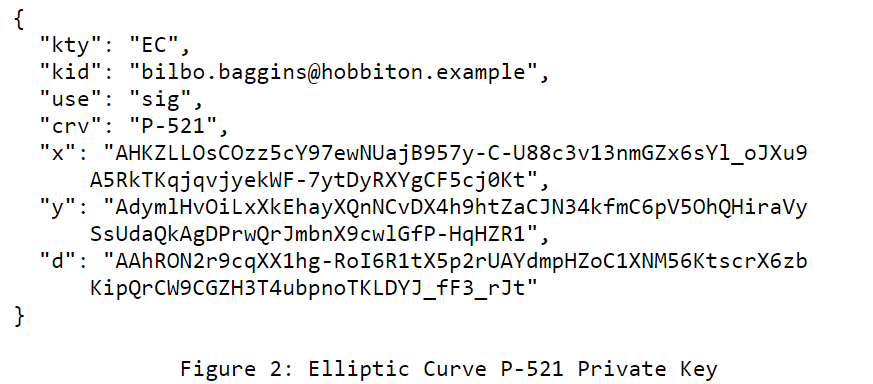 {
"kty": "EC",
"kid": "bilbo.baggins@hobbiton.example",
"use": "sig",
"crv": "P-521",
"x": "AHKZLLOsCOzz5cY97ewNUajB957y-C-U88c3v13nmGZx6sYl_oJXu9
A5RkTKqjqvjyekWF-7ytDyRXYgCF5cj0Kt",
"y": "AdymlHvOiLxXkEhayXQnNCvDX4h9htZaCJN34kfmC6pV5OhQHiraVy
SsUdaQkAgDPrwQrJmbnX9cwlGfP-HqHZR1",
"d": "AAhRON2r9cqXX1hg-RoI6R1tX5p2rUAYdmpHZoC1XNM56KtscrX6zb
KipQrCW9CGZH3T4ubpnoTKLDYJ_fF3_rJt"
}
Figure 2: Elliptic Curve P-521 Private Key